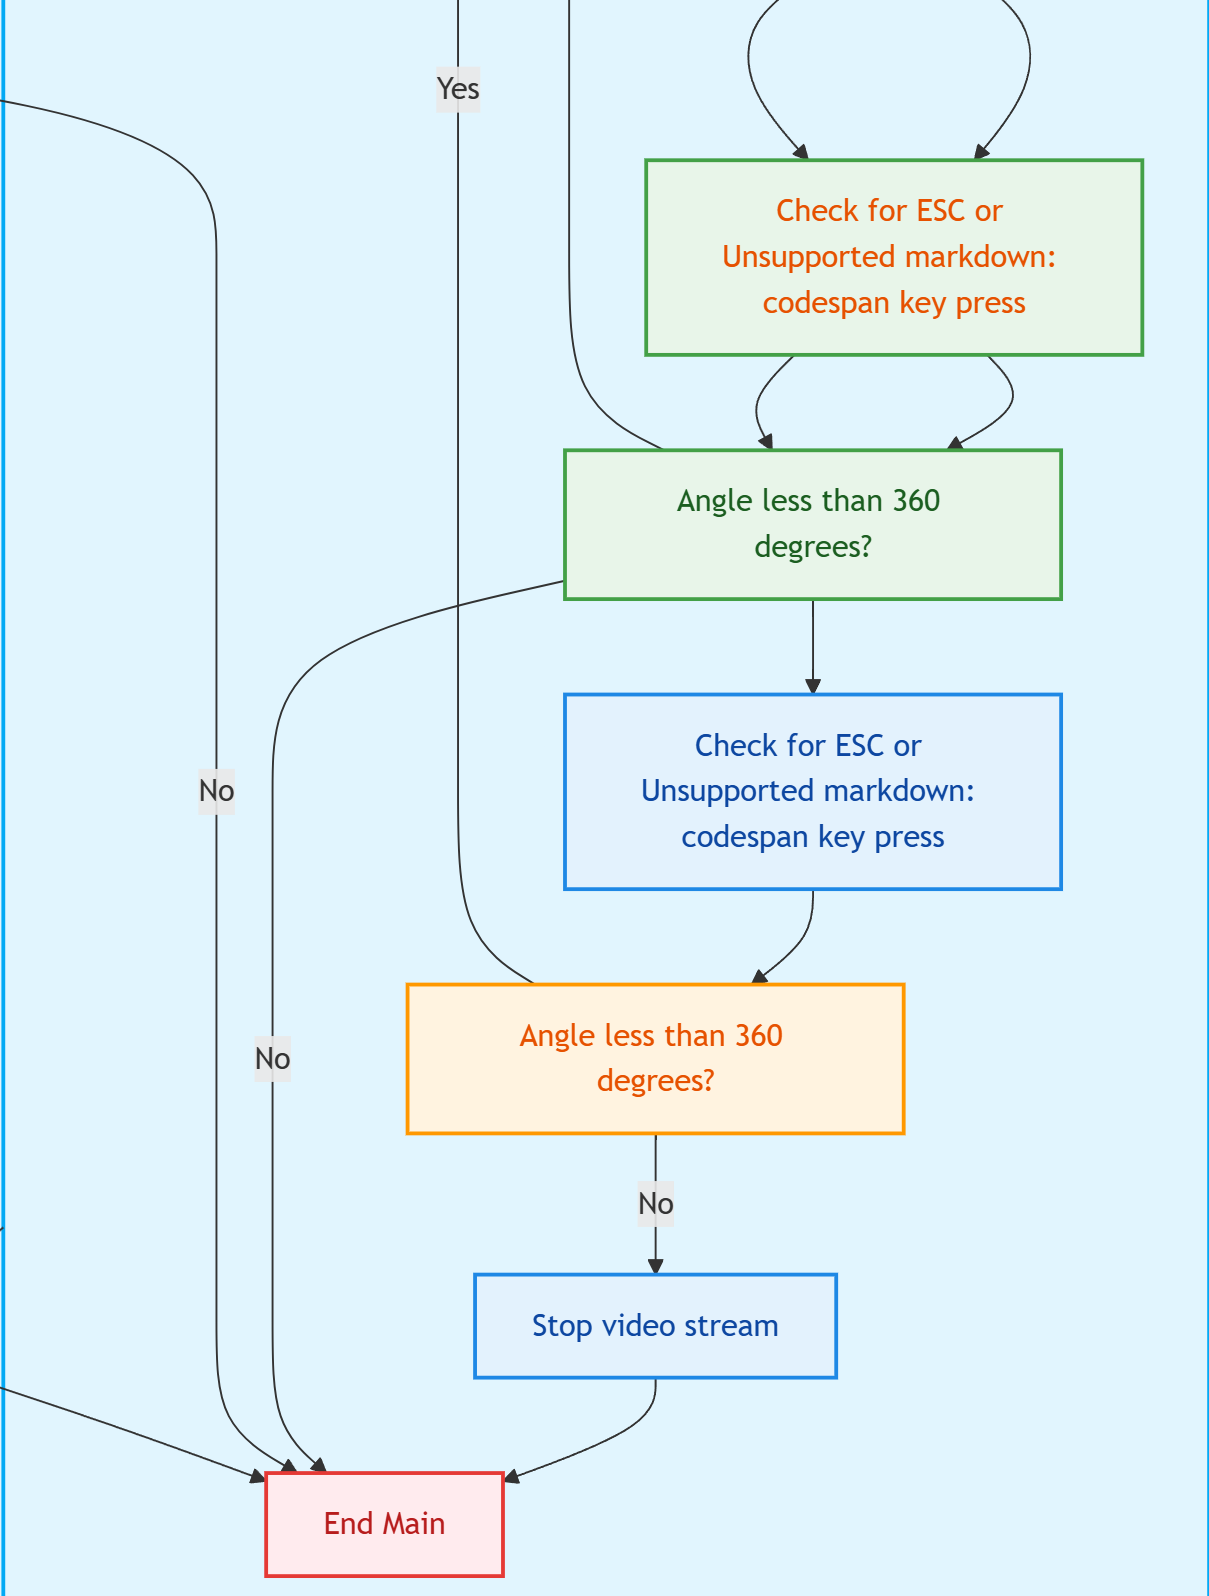 Yes
Check for ESC or
Unsupported markdown:
codespan key press
Angle less than 360
degrees?
Check for ESC or
Unsupported markdown:
codespan key press
No
Angle less than 360
degrees?
No
No
Stop video stream
End Main